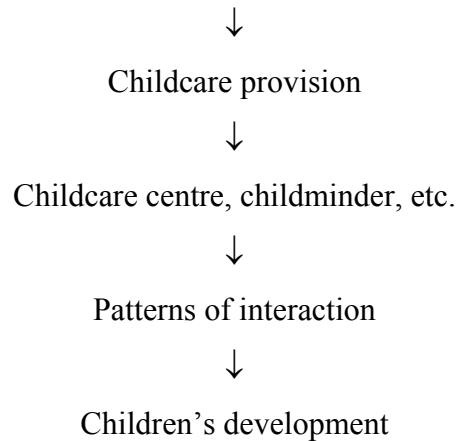 ↓
Childcare provision
↓
Childcare centre, childminder, etc.
↓
Patterns of interaction
↓
Children’s development